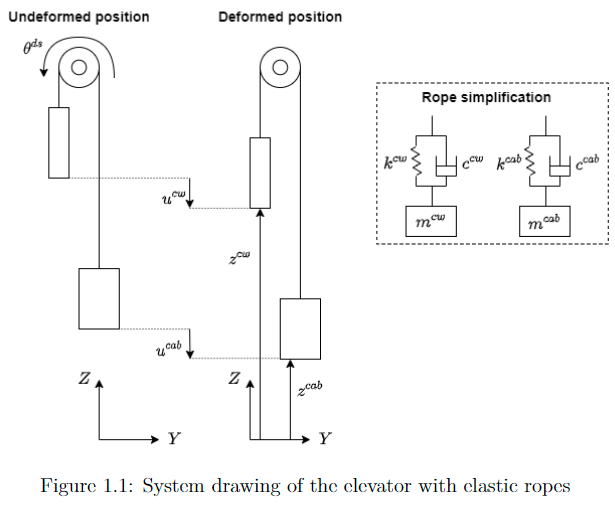 Undeformed position
Deformed position
θ^{ds}
Rope simplification
k^{cw}
c^{cw}
k^{cab}
c^{cab}
m^{cw}
m^{cab}
u^{cw}
z^{cw}
u^{cab}
z^{cab}
Z
Y
Z
Y
Figure 1.1: System drawing of the elevator with elastic ropes